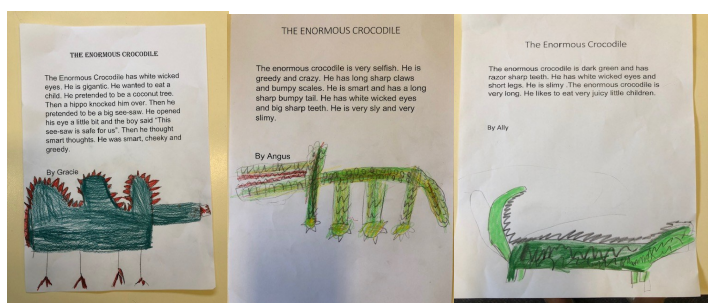 THE ENORMOUS CROCODILE
The Enormous Crocodile has white wicked
eyes. He is gigantic. He wanted to eat a
child. He pretended to be a coconut tree.
Then a hippo knocked him over. Then he
pretended to be a big see-saw. He opened
his eye a little bit and the boy said "This
see-saw is safe for us". Then he thought
smart thoughts. He was smart, cheeky and
greedy.
By Gracie
THE ENORMOUS CROCODILE
The enormous crocodile is very selfish. He is
greedy and crazy. He has long sharp claws
and bumpy scales. He is smart and has a long
sharp bumpy tail. He has white wicked eyes
and big sharp teeth. He is very sly and very
slimy.
By Angus
The Enormous Crocodile
The enormous crocodile is dark green and has
razor sharp teeth. He has white wicked eyes and
short legs. He is slimy .The enormous crocodile is
very long. He likes to eat very juicy little children.
By Ally